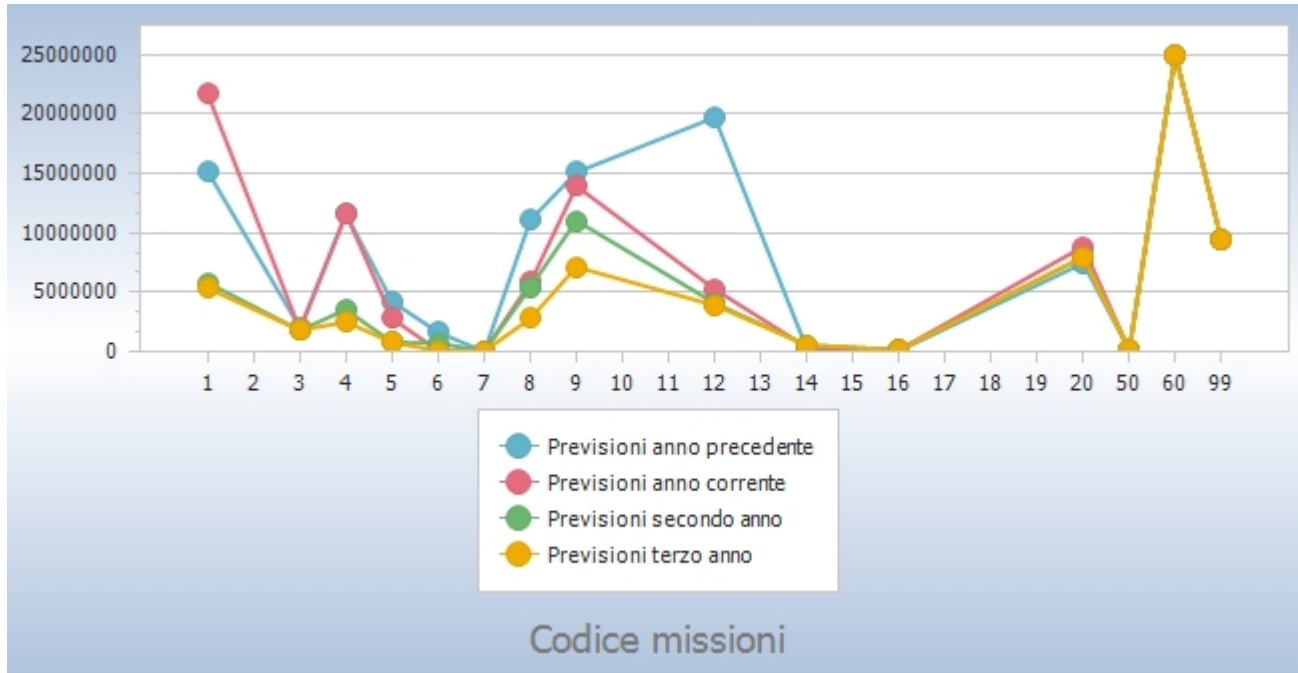 25000000
20000000
15000000
10000000
5000000
0
1 2 3 4 5 6 7 8 9 10 11 12 13 14 15 16 17 18 19 20 50 60 99
Previsioni anno precedente
Previsioni anno corrente
Previsioni secondo anno
Previsioni terzo anno
Codice missioni